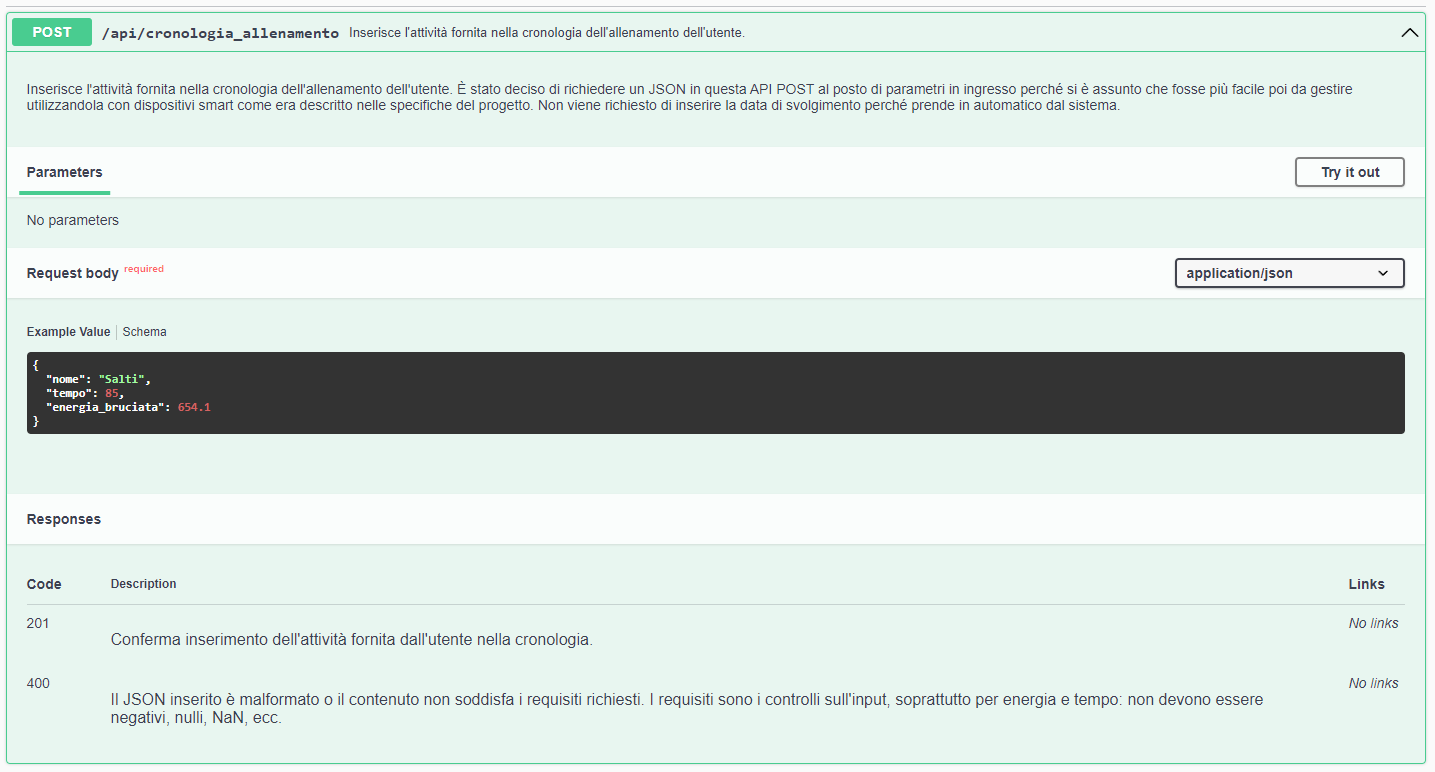 POST /api/cronologia_allenamento Inserisce l'attività fornita nella cronologia dell'allenamento dell'utente.
Inserisce l'attività fornita nella cronologia dell'allenamento dell'utente. È stato deciso di richiedere un JSON in questa API POST al posto di parametri in ingresso perché si è assunto che fosse più facile poi da gestire
utilizzandola con dispositivi smart come era descritto nelle specifiche del progetto. Non viene richiesto di inserire la data di svolgimento perché prende in automatico dal sistema.
Parameters Try it out
No parameters
Request body required application/json
Example Value Schema
{
"nome": "Salti",
"tempo": 85,
"energia_bruciata": 654.1
}
Responses
Code Description Links
201 No links
Conferma inserimento dell'attività fornita dall'utente nella cronologia.
400 No links
Il JSON inserito è malformato o il contenuto non soddisfa i requisiti richiesti. I requisiti sono i controlli sull'input, soprattutto per energia e tempo: non devono essere
negativi, nulli, NaN, ecc.